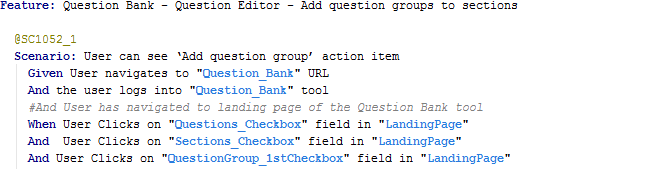 Feature: Question Bank - Question Editor - Add question groups to sections
@SC1052_1
Scenario: User can see ‘Add question group’ action item
Given User navigates to "Question_Bank" URL
And the user logs into "Question_Bank" tool
#And User has navigated to landing page of the Question Bank tool
When User Clicks on "Questions_Checkbox" field in "LandingPage"
And  User Clicks on "Sections_Checkbox" field in "LandingPage"
And User Clicks on "QuestionGroup_1stCheckbox" field in "LandingPage"